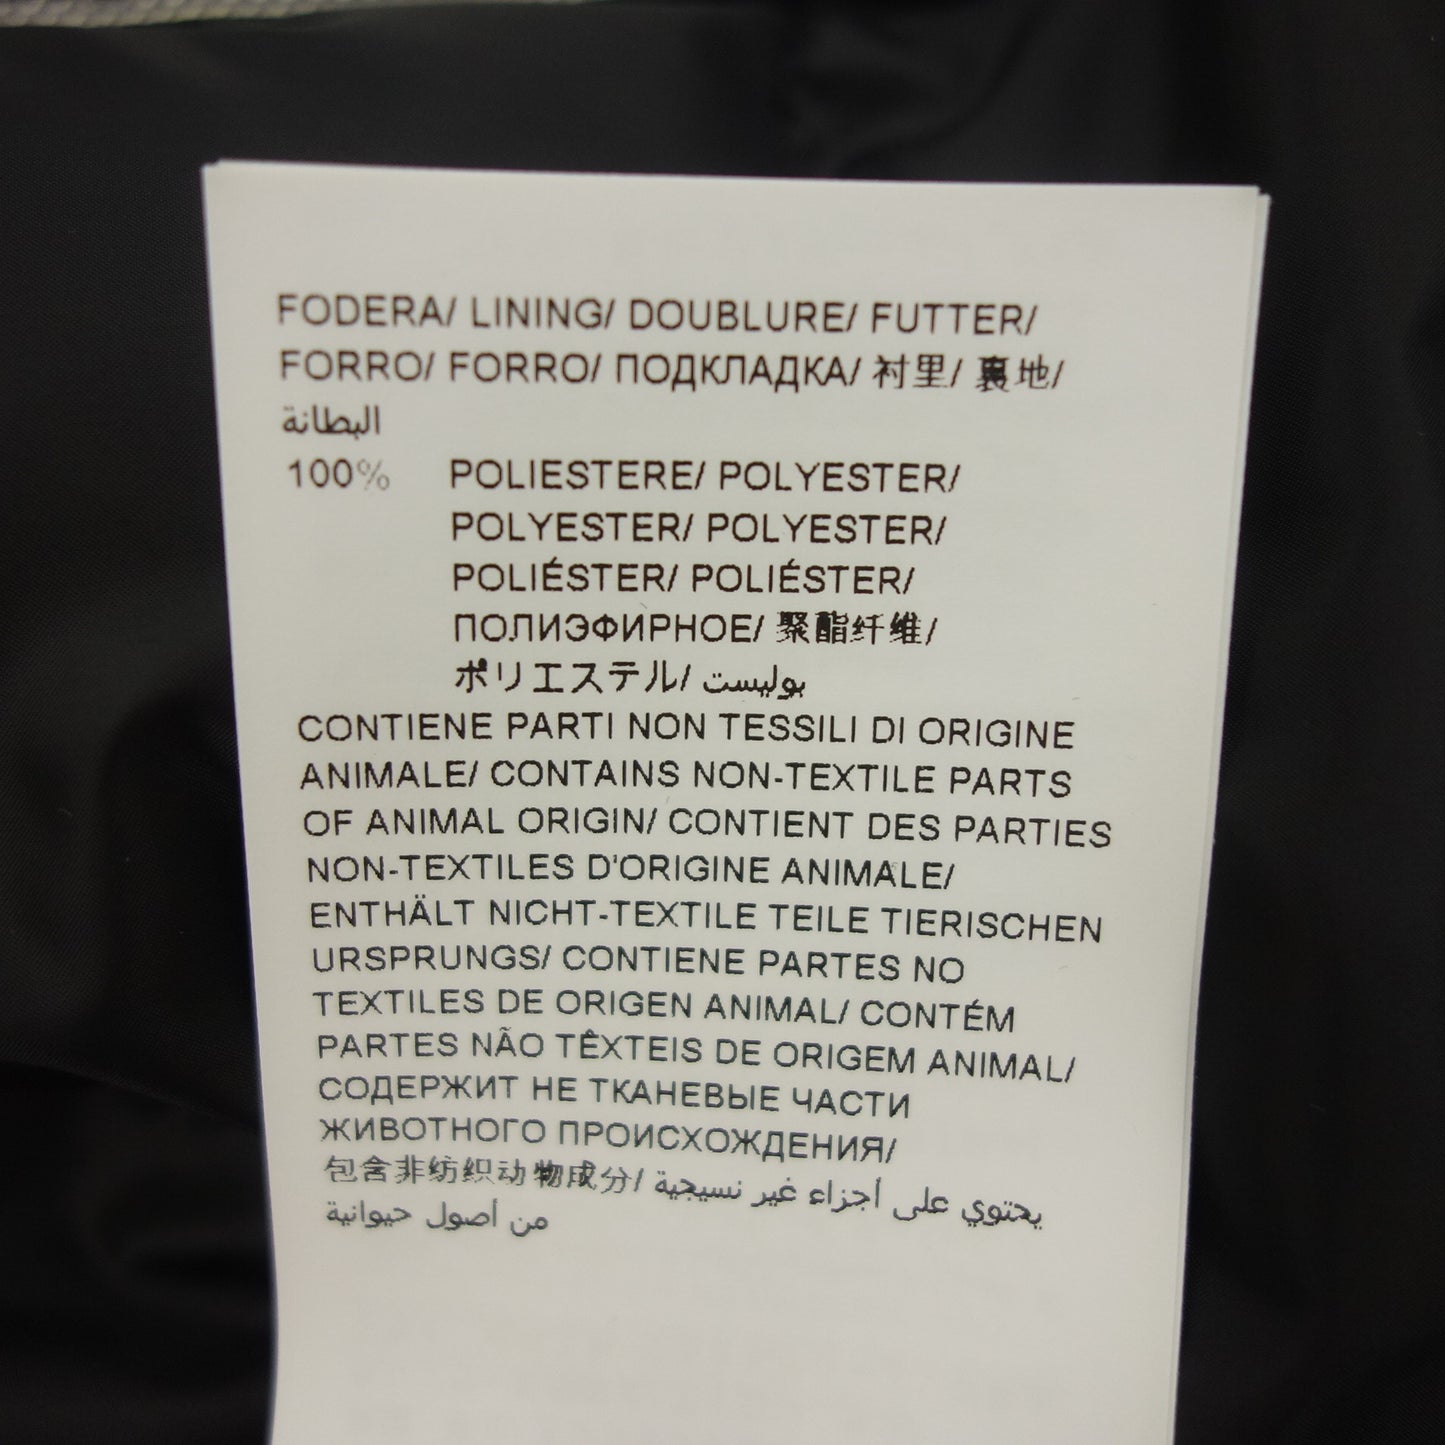 FODERA/ LINING/ DOUBLURE/ FUTTER/
FORRO/ FORRO/ ПОДКЛАДКА/ 衬里/ 裏地/
البطانة
100% POLIESTERE/ POLYESTER/
POLYESTER/ POLYESTER/
POLIÉSTER/ POLIÉSTER/
ПОЛИЭФИРНОЕ/ 聚酯纤维/
ポリエステル/ بوليست
CONTIENE PARTI NON TESSILI DI ORIGINE
ANIMALE/ CONTAINS NON-TEXTILE PARTS
OF ANIMAL ORIGIN/ CONTIENT DES PARTIES
NON-TEXTILES D'ORIGINE ANIMALE/
ENTHÄLT NICHT-TEXTILE TEILE TIERISCHEN
URSPRUNGS/ CONTIENE PARTES NO
TEXTILES DE ORIGEN ANIMAL/ CONTÉM
PARTES NÃO TÊXTEIS DE ORIGEM ANIMAL/
СОДЕРЖИТ НЕ ТКАНЕВЫЕ ЧАСТИ
ЖИВОТНОГО ПРОИСХОЖДЕНИЯ/
包含非纺织动物成分/ يحتوي على أجزاء غير نسيجية
من أصول حيوانية